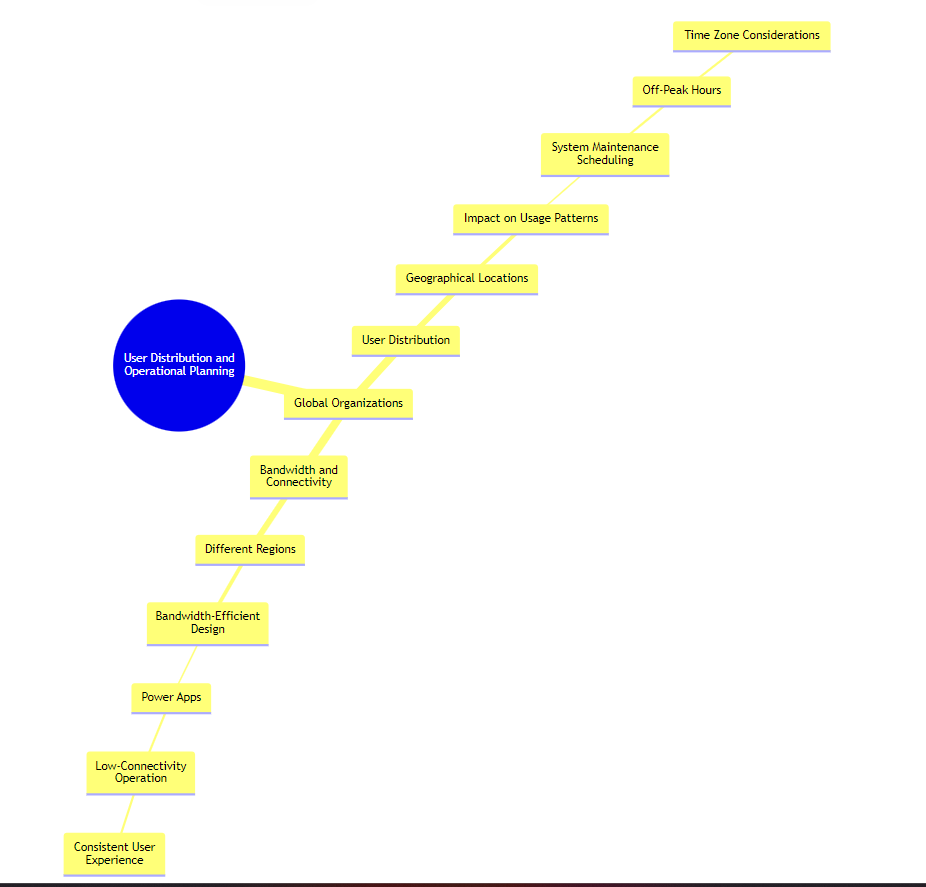 Time Zone Considerations
Off-Peak Hours
System Maintenance
Scheduling
Impact on Usage Patterns
Geographical Locations
User Distribution
User Distribution and
Operational Planning
Global Organizations
Bandwidth and
Connectivity
Different Regions
Bandwidth-Efficient
Design
Power Apps
Low-Connectivity
Operation
Consistent User
Experience